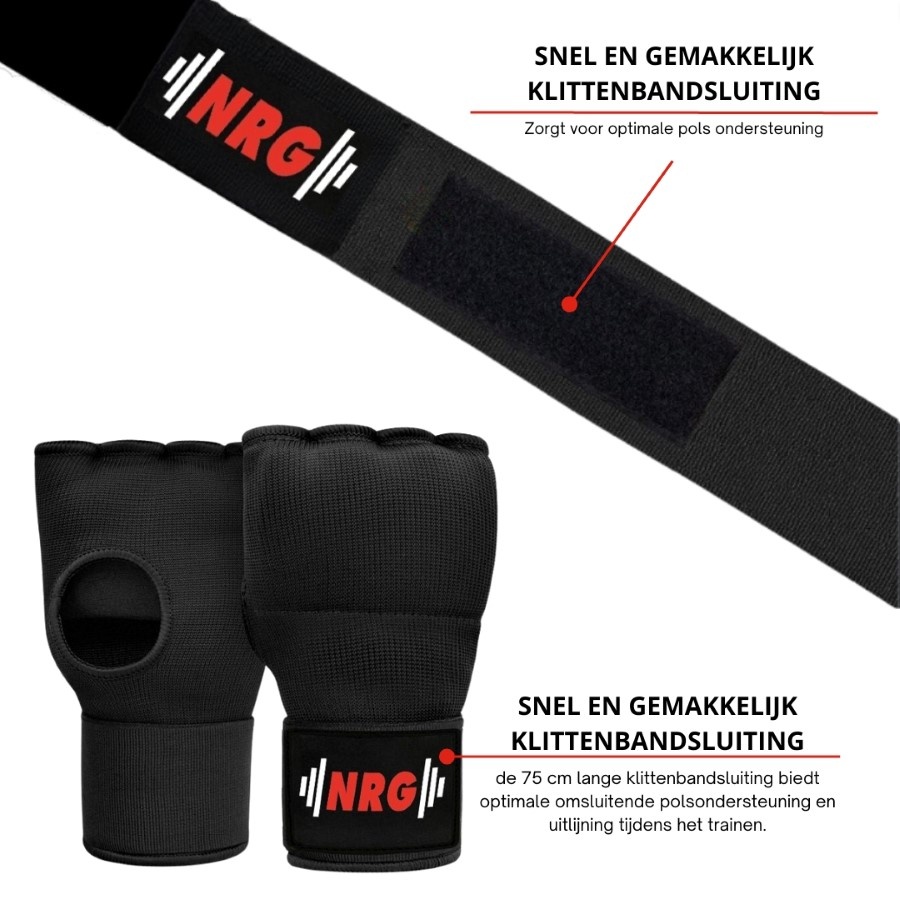 NRG
SNEL EN GEMAKKELIJK
KLITTENBANDSLUITING
Zorgt voor optimale pols ondersteuning
SNEL EN GEMAKKELIJK
KLITTENBANDSLUITING
de 75 cm lange klittenbandsluiting biedt
optimale omsluitende polsondersteuning en
uitlijning tijdens het trainen.
NRG